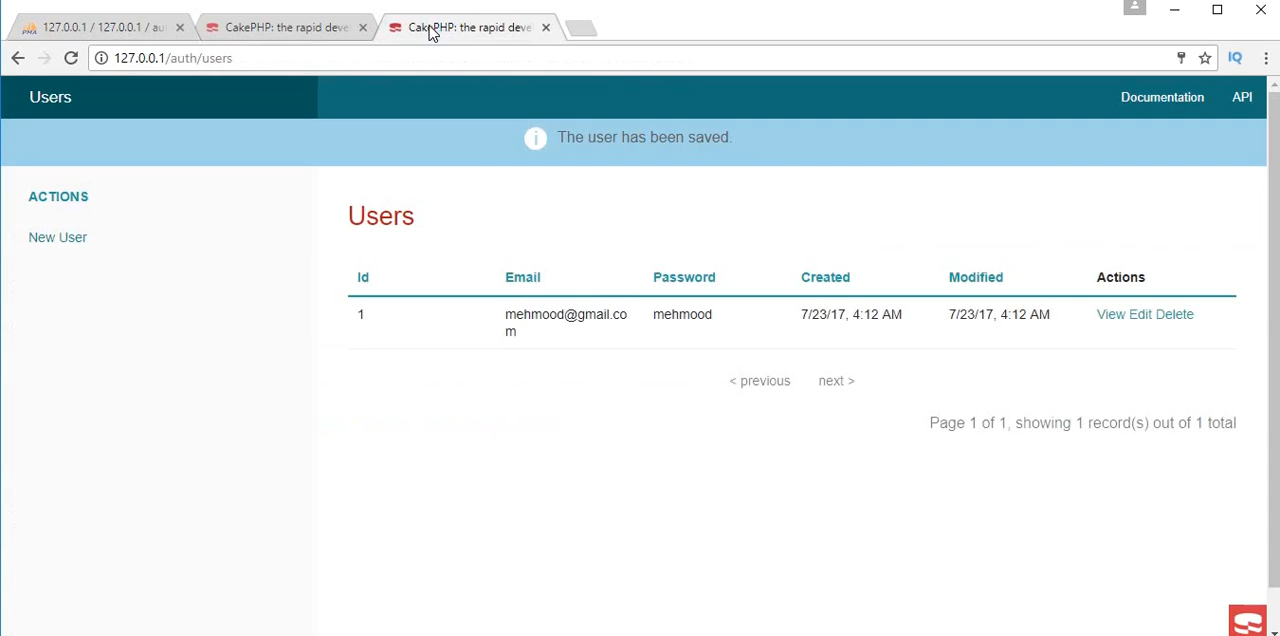 127.0.0.1 / 127.0.0.1 / au
CakePHP: the rapid deve
CakePHP: the rapid deve
127.0.0.1/auth/users
IQ
Users
Documentation API
The user has been saved.
ACTIONS
New User
Users
Id Email Password Created Modified Actions
1 mehmood@gmail.co mehmood 7/23/17, 4:12 AM 7/23/17, 4:12 AM View Edit Delete
m
< previous next >
Page 1 of 1, showing 1 record(s) out of 1 total